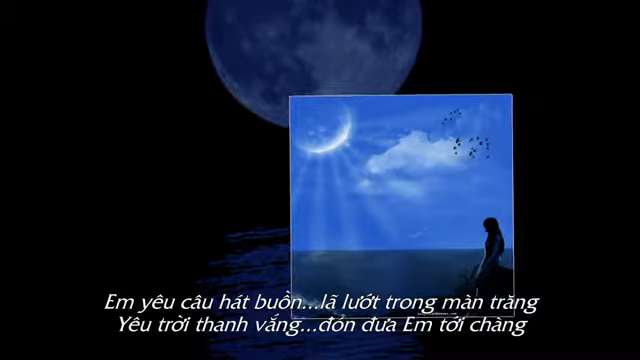 Em yêu câu hát buồn...lã lướt trong màn trăng
Yêu trời thanh vắng...đón đưa Em tới chàng